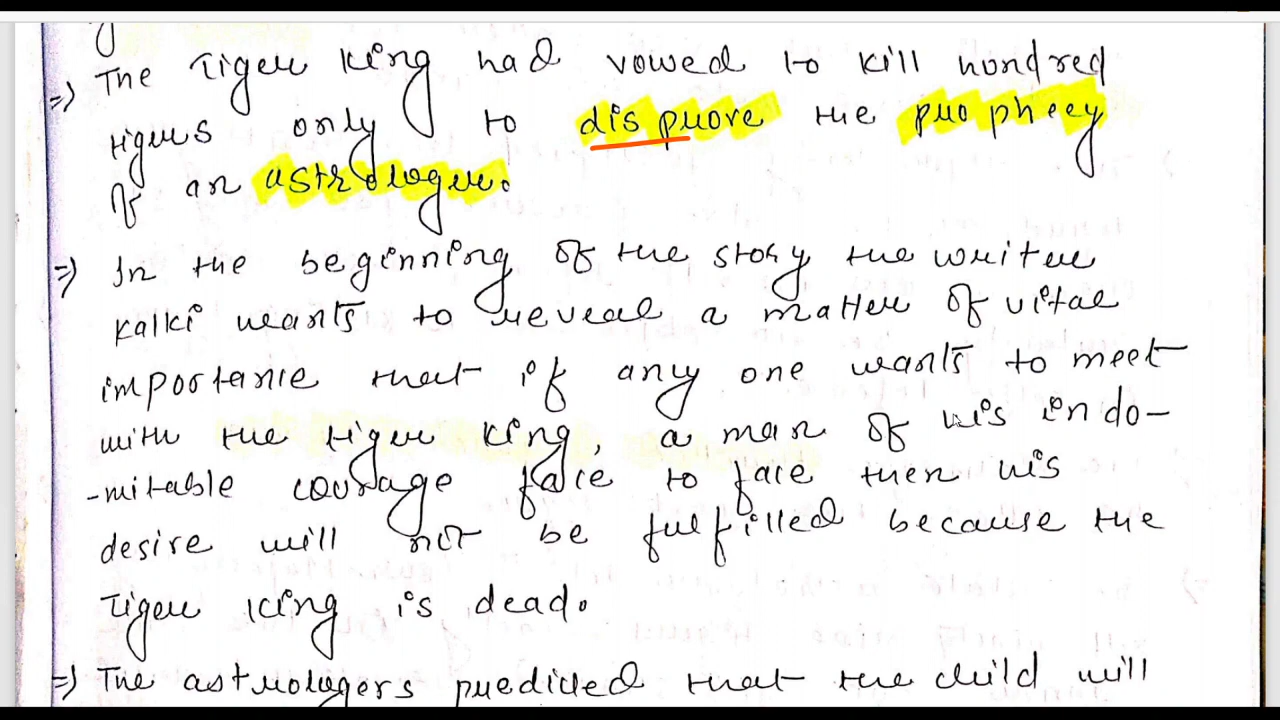 => The Tiger King had vowed to kill hundred
tigers only to disprove the prophecy
of an astrologer.
=> In the beginning of the story the writer
Kalki wants to reveal a matter of vital
importance that if any one wants to meet
with the tiger king, a man of his indo-
-mitable courage face to face then his
desire will not be fulfilled because the
Tiger King is dead.
=> The astrologers predicted that the child will